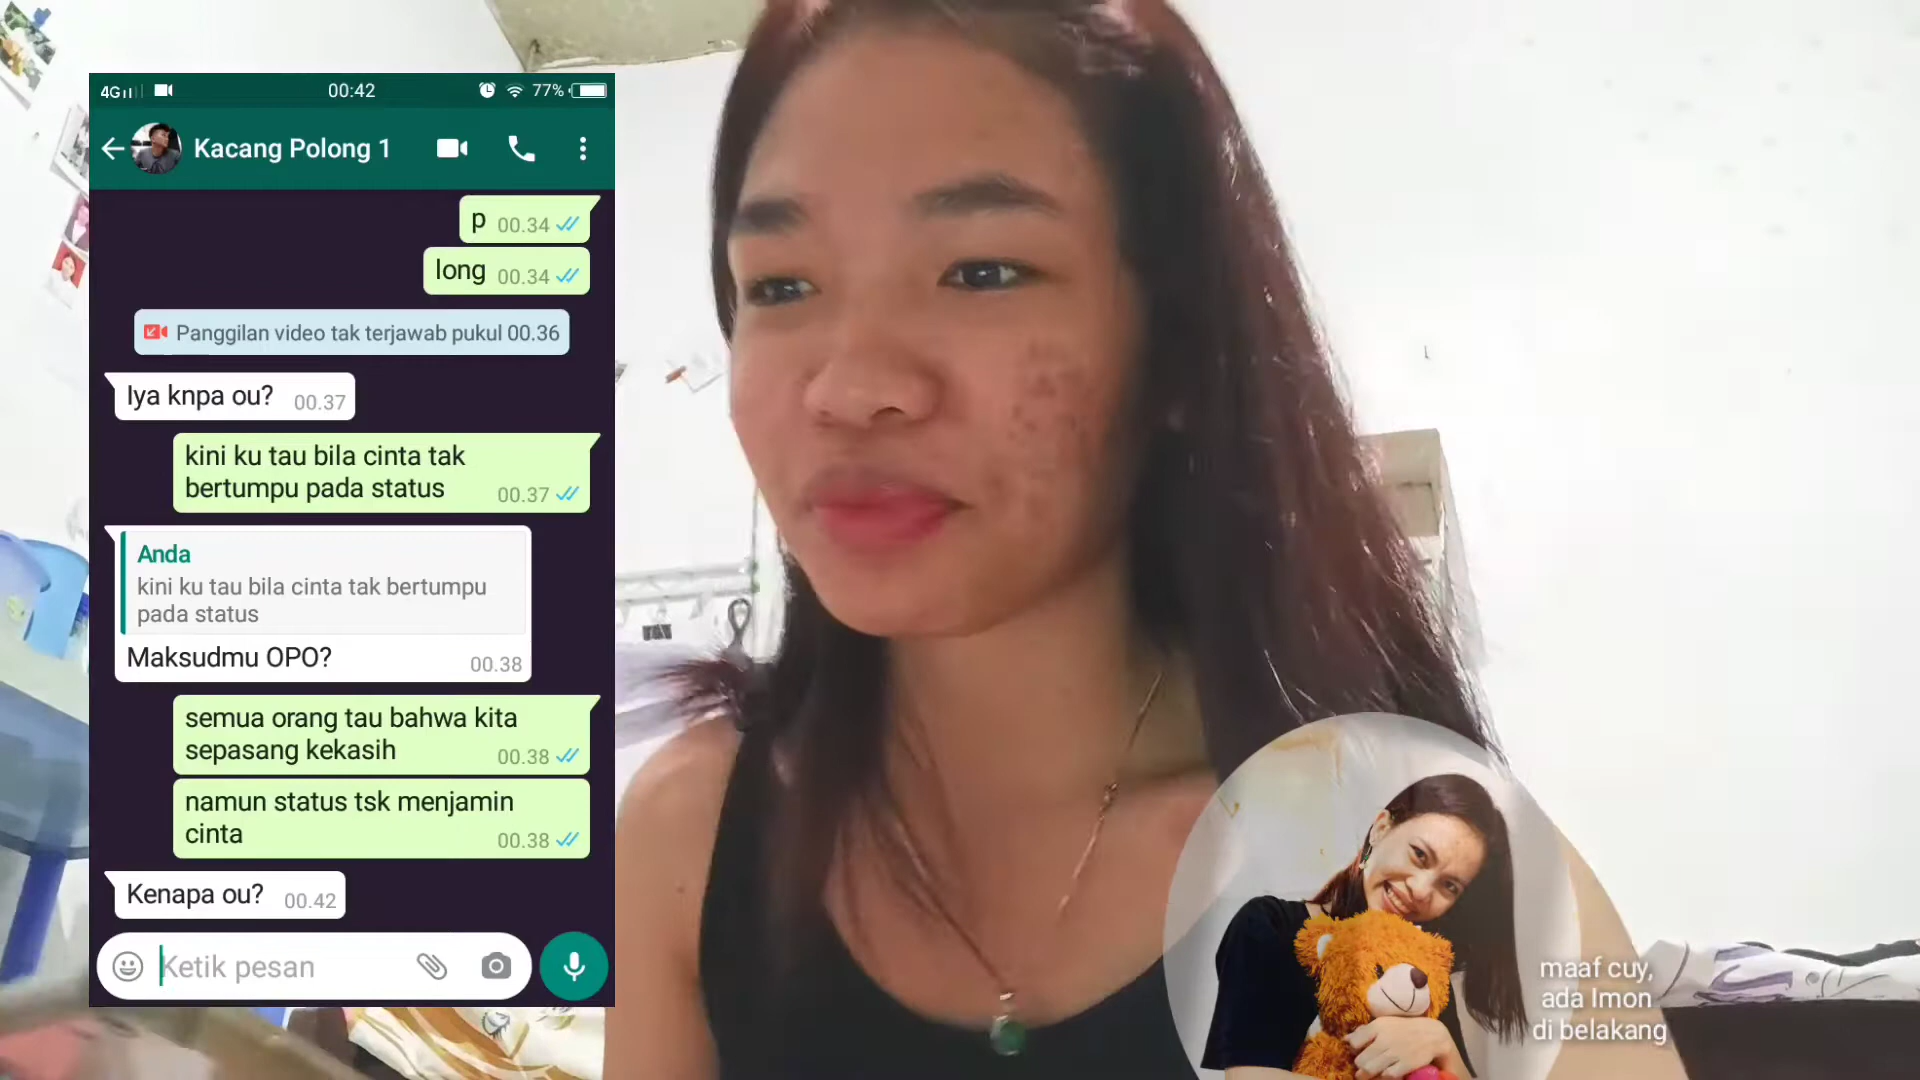 4G
00:42
77%
Kacang Polong 1
p 00.34
long 00.34
Panggilan video tak terjawab pukul 00.36
Iya knpa ou? 00.37
kini ku tau bila cinta tak
bertumpu pada status 00.37
Anda
kini ku tau bila cinta tak bertumpu
pada status
Maksudmu OPO? 00.38
semua orang tau bahwa kita
sepasang kekasih 00.38
namun status tsk menjamin
cinta 00.38
Kenapa ou? 00.42
Ketik pesan
maaf cuy,
ada Imon
di belakang